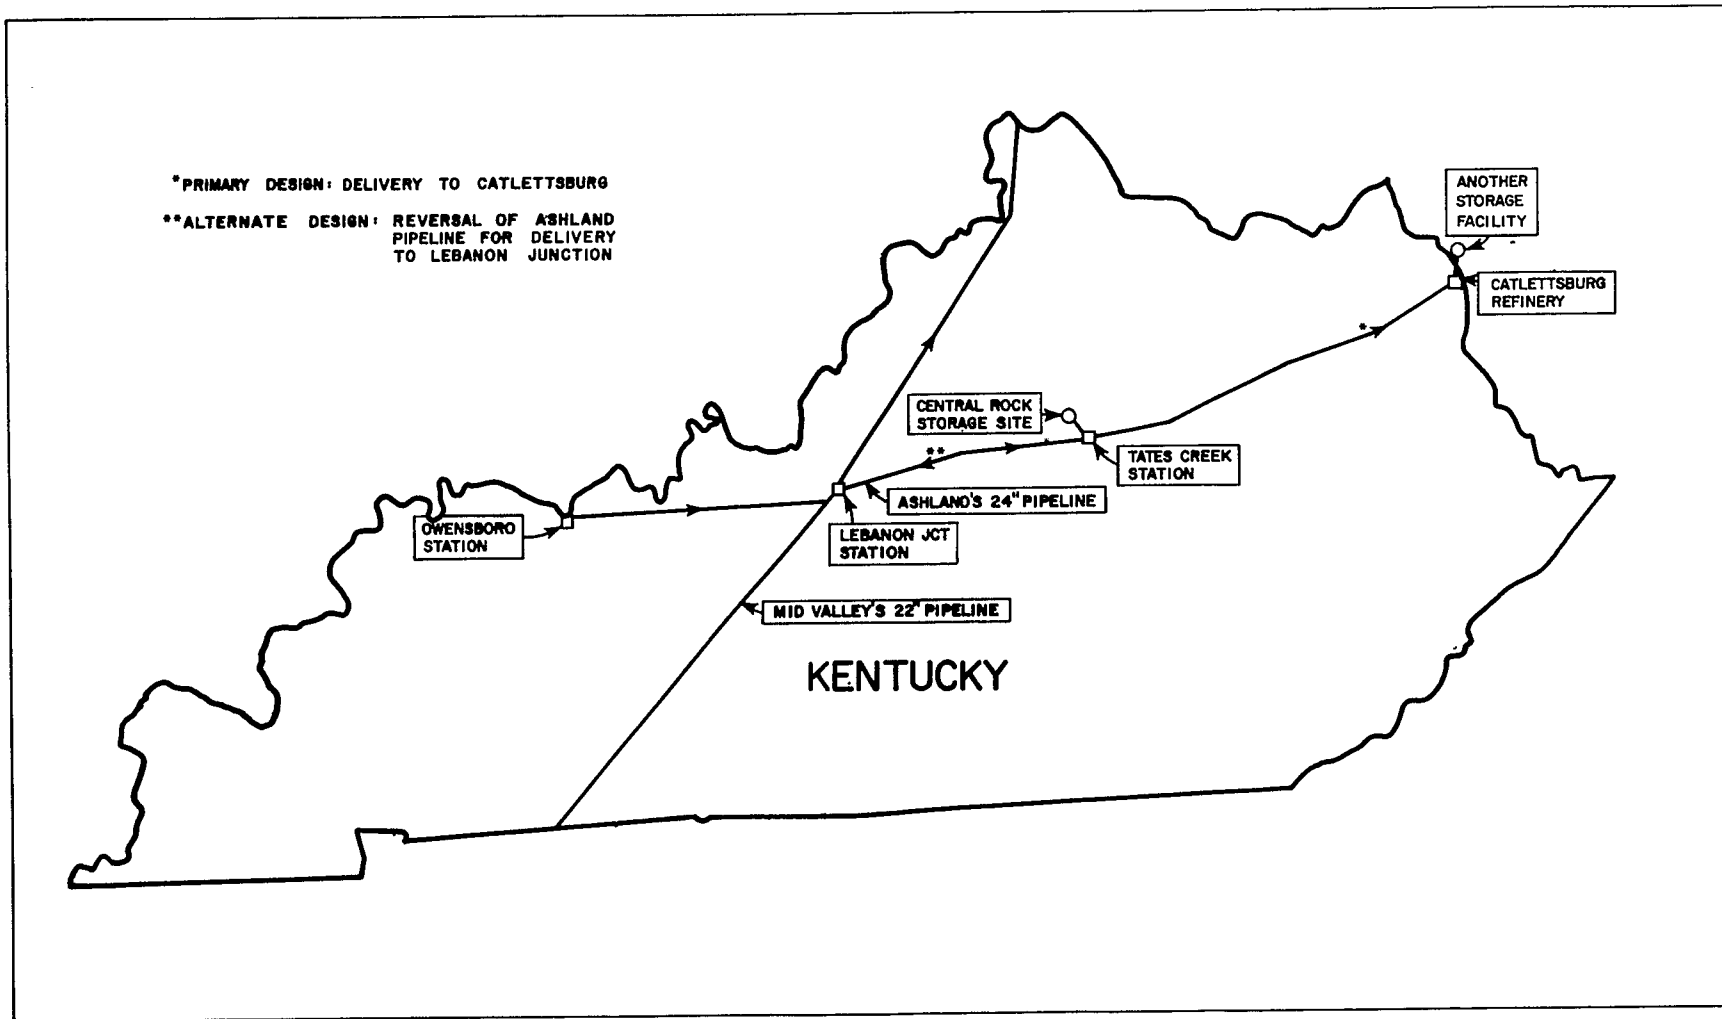 *PRIMARY DESIGN: DELIVERY TO CATLETTSBURG
**ALTERNATE DESIGN: REVERSAL OF ASHLAND
PIPELINE FOR DELIVERY
TO LEBANON JUNCTION
ANOTHER
STORAGE
FACILITY
CATLETTSBURG
REFINERY
*
CENTRAL ROCK
STORAGE SITE
**
TATES CREEK
STATION
ASHLAND'S 24" PIPELINE
OWENSBORO
STATION
LEBANON JCT
STATION
MID VALLEY'S 22" PIPELINE
KENTUCKY